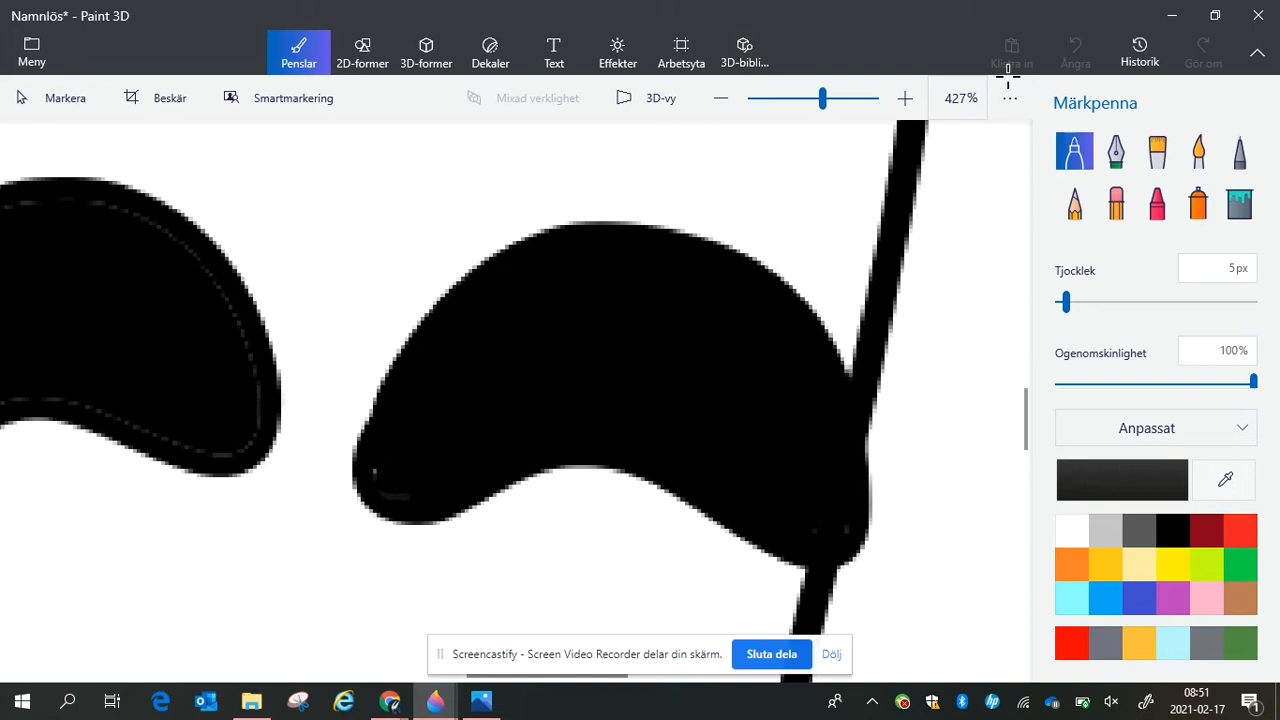 Namnlös* - Paint 3D
Meny
Penslar
2D-former
3D-former
Dekaler
Text
Effekter
Arbetsyta
3D-bibli...
Klistra in
Ångra
Historik
Gör om
Markera
Beskär
Smartmarkering
Mixad verklighet
3D-vy
427%
Märkpenna
Tjocklek
5px
Ogenomskinlighet
100%
Anpassat
Screencastify - Screen Video Recorder delar din skärm.
Sluta dela
Dölj
08:51
2021-02-17
1